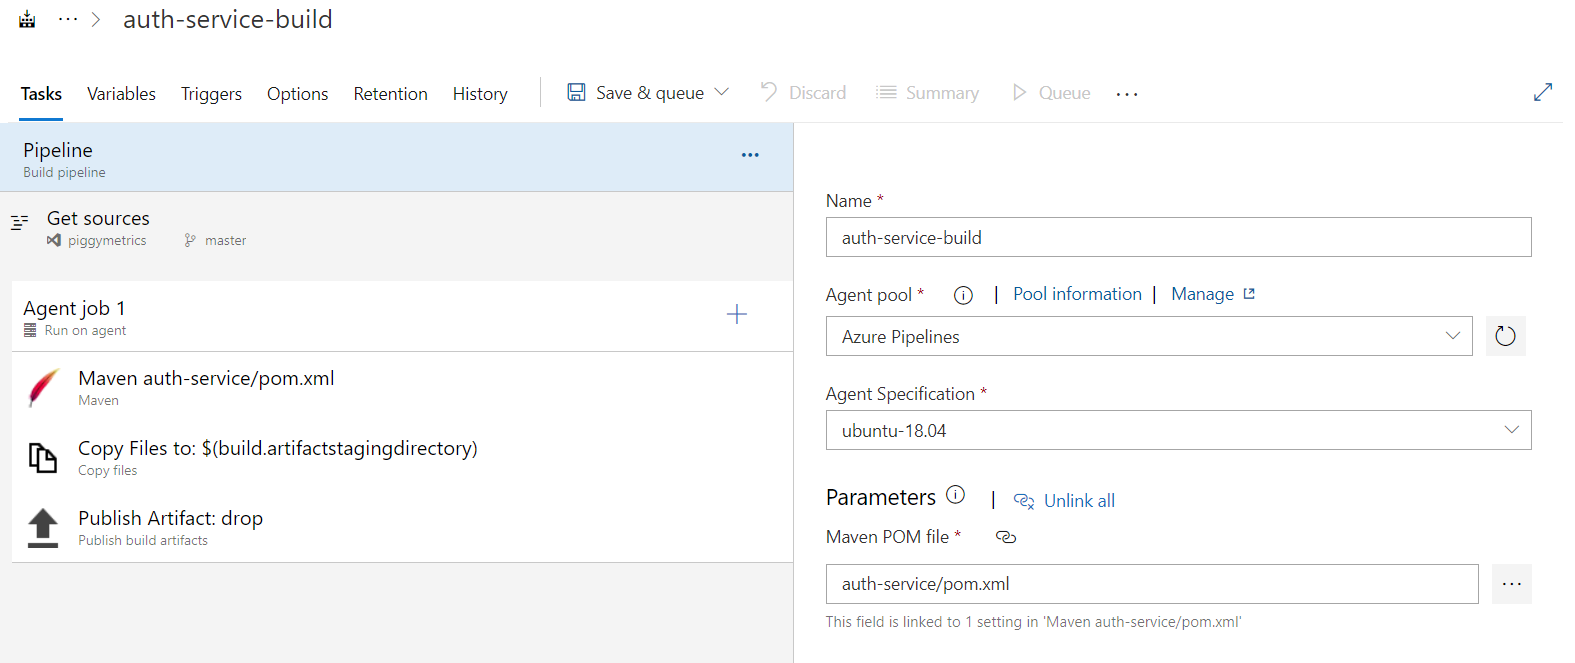 ··· > auth-service-build
Tasks Variables Triggers Options Retention History Save & queue Discard Summary Queue ···
Pipeline
Build pipeline
Get sources
piggymetrics master
Agent job 1
Run on agent
Maven auth-service/pom.xml
Maven
Copy Files to: $(build.artifactstagingdirectory)
Copy files
Publish Artifact: drop
Publish build artifacts
Name *
auth-service-build
Agent pool * | Pool information | Manage
Azure Pipelines
Agent Specification *
ubuntu-18.04
Parameters | Unlink all
Maven POM file *
auth-service/pom.xml
This field is linked to 1 setting in 'Maven auth-service/pom.xml'